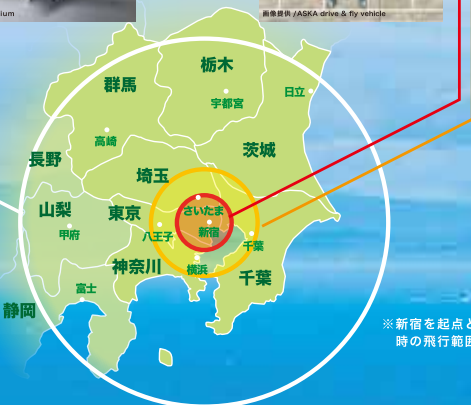 ium
画像提供 /ASKA drive & fly vehicle
栃木
群馬
日立
宇都宮
高崎
茨城
長野
埼玉
山梨
東京
さいたま
甲府
八王子
新宿
千葉
神奈川
横浜
千葉
富士
静岡
※新宿を起点と
時の飛行範囲